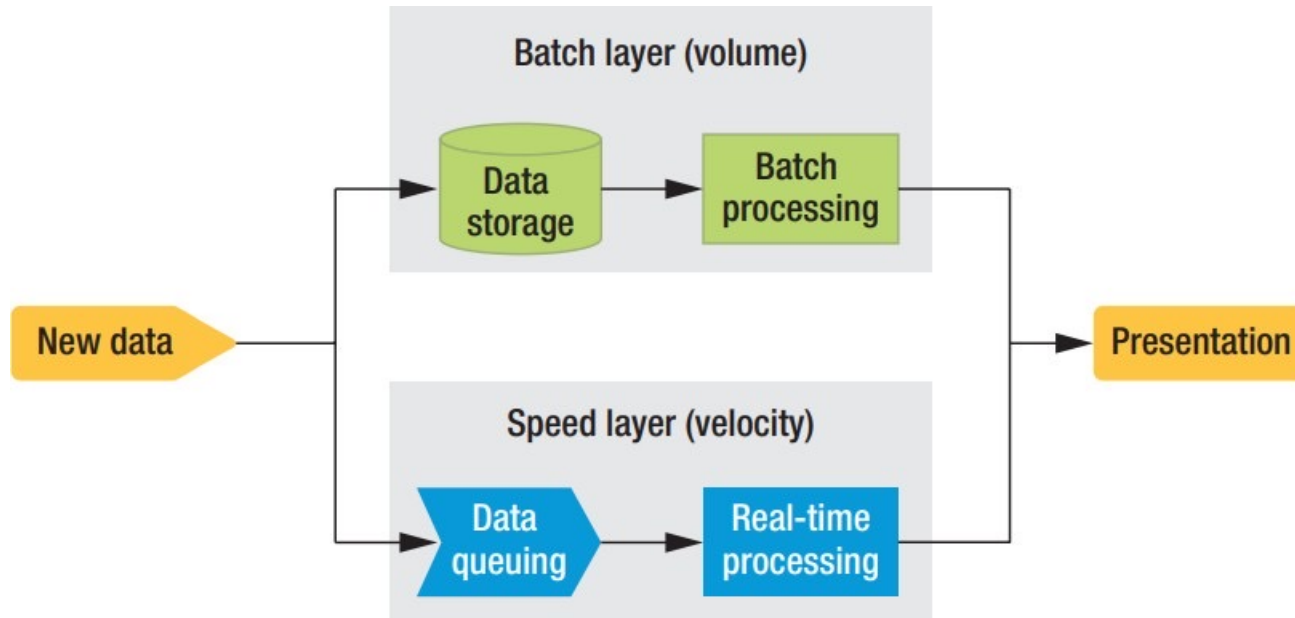 Batch layer (volume)
Data
storage
Batch
processing
New data
Presentation
Speed layer (velocity)
Data
queuing
Real-time
processing